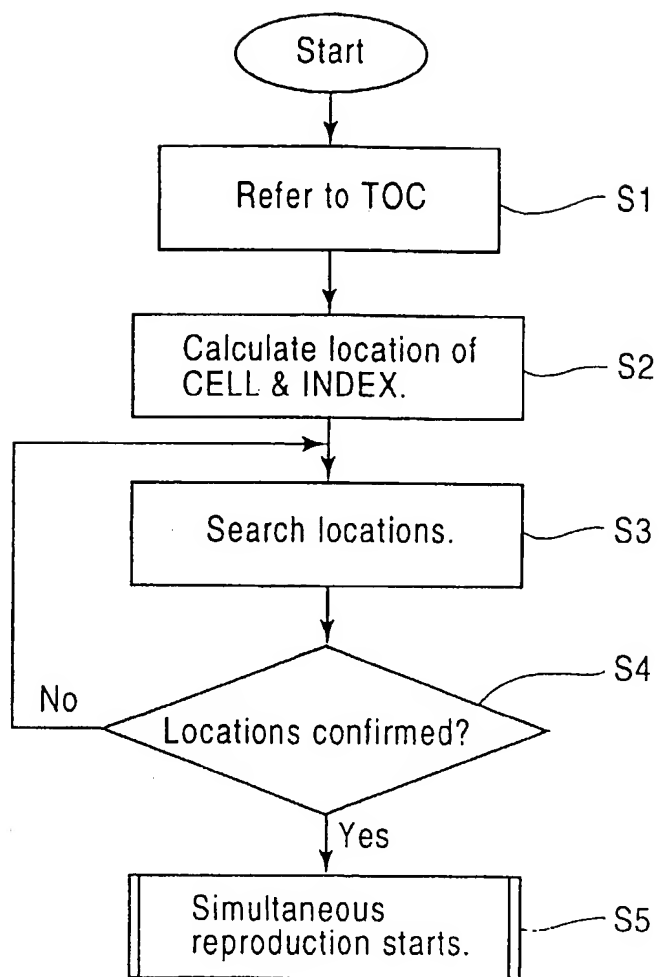 Start
Refer to TOC
S1
Calculate location of
CELL & INDEX.
S2
Search locations.
S3
S4
No
Locations confirmed?
Yes
Simultaneous
reproduction starts.
S5